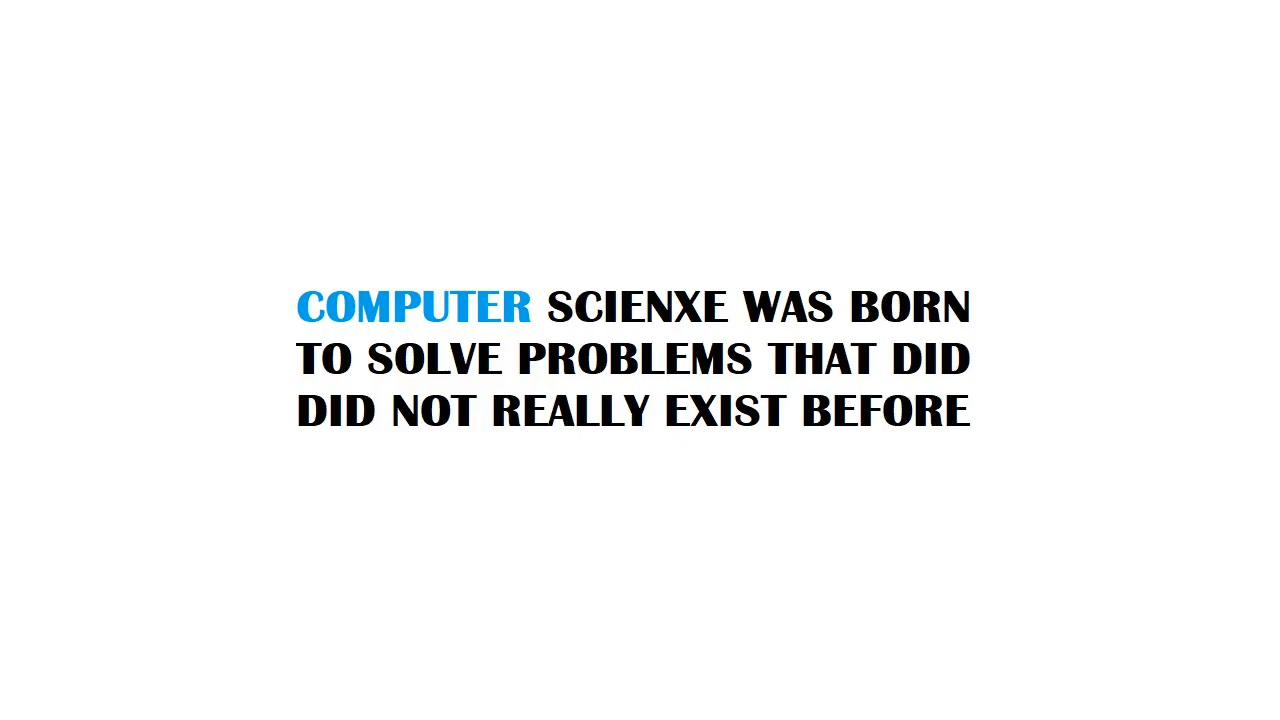 COMPUTER SCIENXE WAS BORN
TO SOLVE PROBLEMS THAT DID
DID NOT REALLY EXIST BEFORE